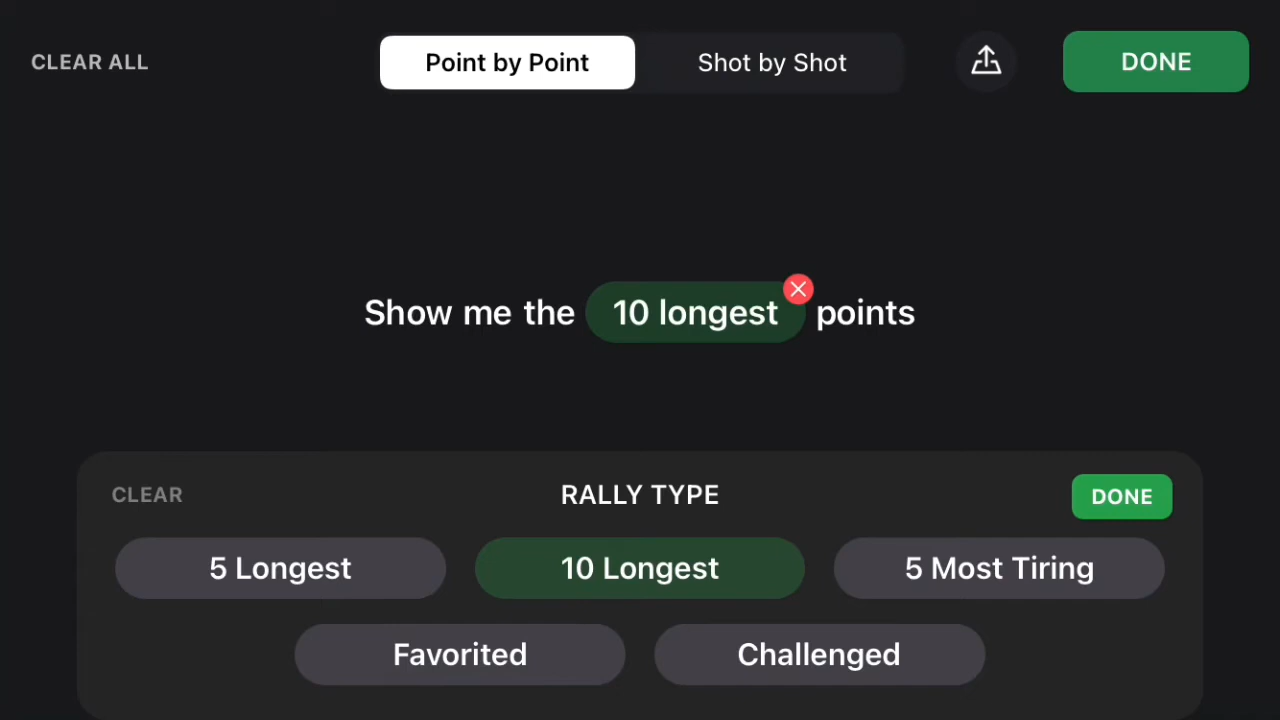 CLEAR ALL
Point by Point
Shot by Shot
DONE
Show me the 10 longest points
CLEAR
RALLY TYPE
DONE
5 Longest
10 Longest
5 Most Tiring
Favorited
Challenged